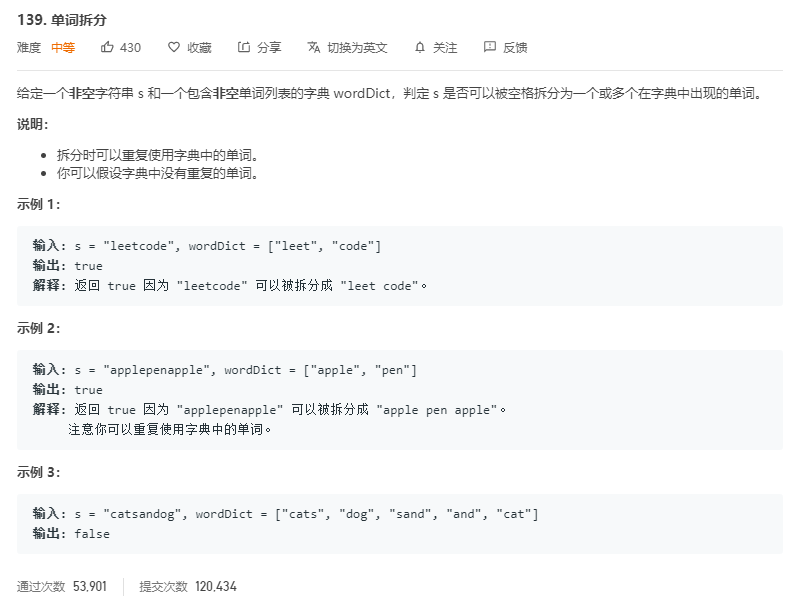 139. 单词拆分
难度 中等 430 收藏 分享 切换为英文 关注 反馈
给定一个非空字符串 s 和一个包含非空单词列表的字典 wordDict，判定 s 是否可以被空格拆分为一个或多个在字典中出现的单词。
说明：
拆分时可以重复使用字典中的单词。
你可以假设字典中没有重复的单词。
示例 1：
输入: s = "leetcode", wordDict = ["leet", "code"]
输出: true
解释: 返回 true 因为 "leetcode" 可以被拆分成 "leet code"。
示例 2：
输入: s = "applepenapple", wordDict = ["apple", "pen"]
输出: true
解释: 返回 true 因为 "applepenapple" 可以被拆分成 "apple pen apple"。
注意你可以重复使用字典中的单词。
示例 3：
输入: s = "catsandog", wordDict = ["cats", "dog", "sand", "and", "cat"]
输出: false
通过次数 53,901 提交次数 120,434